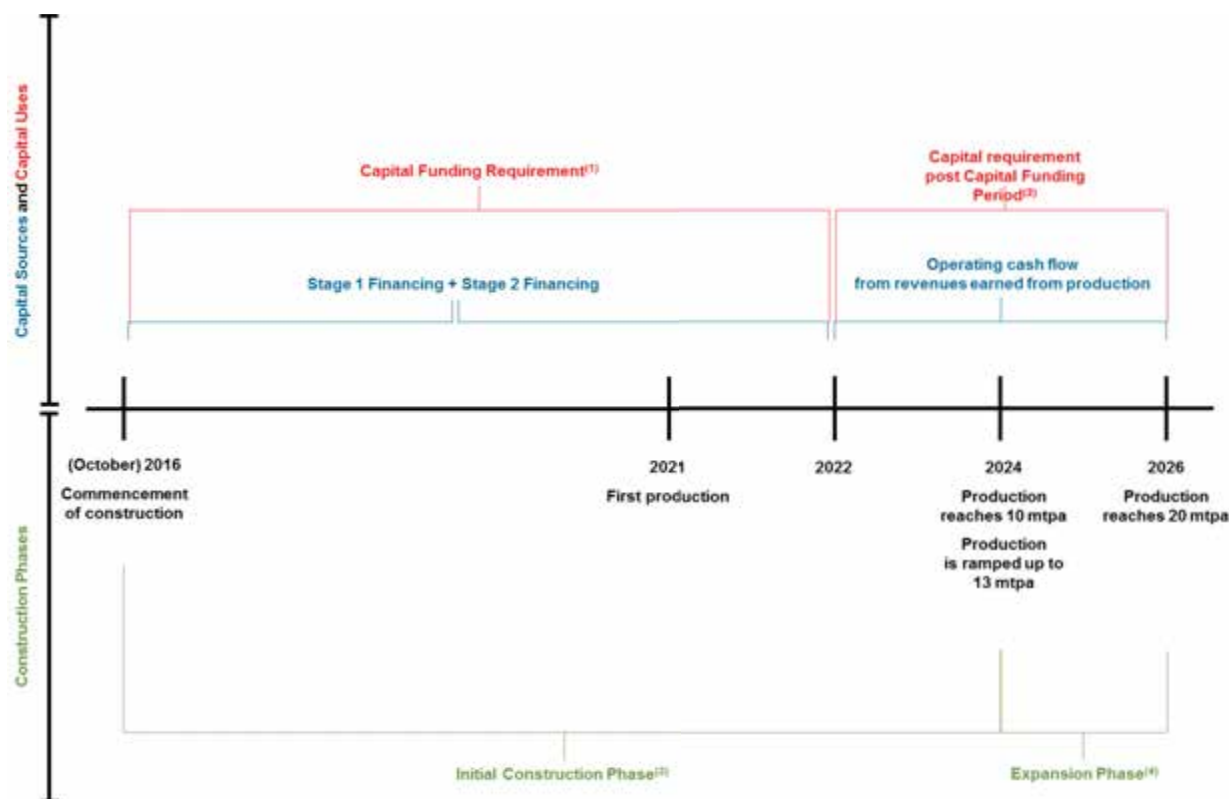 Capital Sources and Capital Uses
Capital Funding Requirement(1)
Capital requirement
post Capital Funding
Period(2)
Stage 1 Financing + Stage 2 Financing
Operating cash flow
from revenues earned from production
(October) 2016
Commencement
of construction
2021
First production
2022
2024
Production
reaches 10 mtpa
Production
is ramped up to
13 mtpa
2026
Production
reaches 20 mtpa
Construction Phases
Initial Construction Phase(3)
Expansion Phase(4)